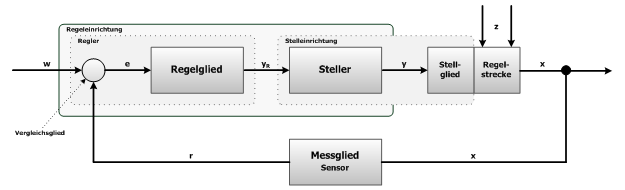 Regeleinrichtung
Regler
Stelleinrichtung
z
w
e
Regelglied
yR
Steller
y
Stell-
glied
Regel-
strecke
x
Vergleichsglied
r
Messglied
Sensor
x